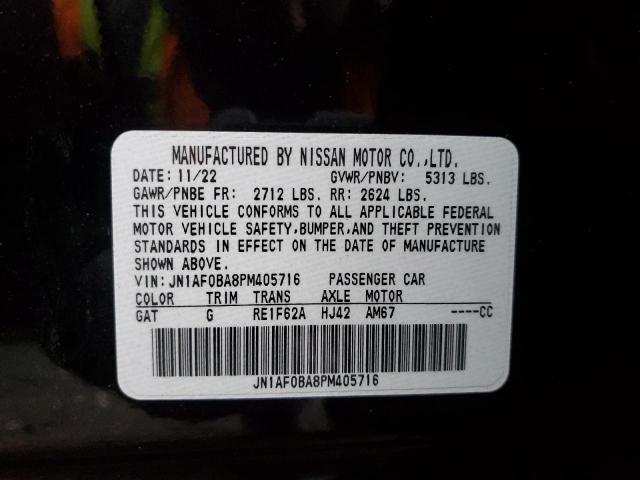 MANUFACTURED BY NISSAN MOTOR CO.,LTD.
DATE: 11/22 GVWR/PNBV: 5313 LBS.
GAWR/PNBE FR: 2712 LBS. RR: 2624 LBS.
THIS VEHICLE CONFORMS TO ALL APPLICABLE FEDERAL
MOTOR VEHICLE SAFETY,BUMPER,AND THEFT PREVENTION
STANDARDS IN EFFECT ON THE DATE OF MANUFACTURE
SHOWN ABOVE.
VIN: JN1AF0BA8PM405716 PASSENGER CAR
COLOR TRIM TRANS AXLE MOTOR
GAT G RE1F62A HJ42 AM67 ----CC
JN1AF0BA8PM405716